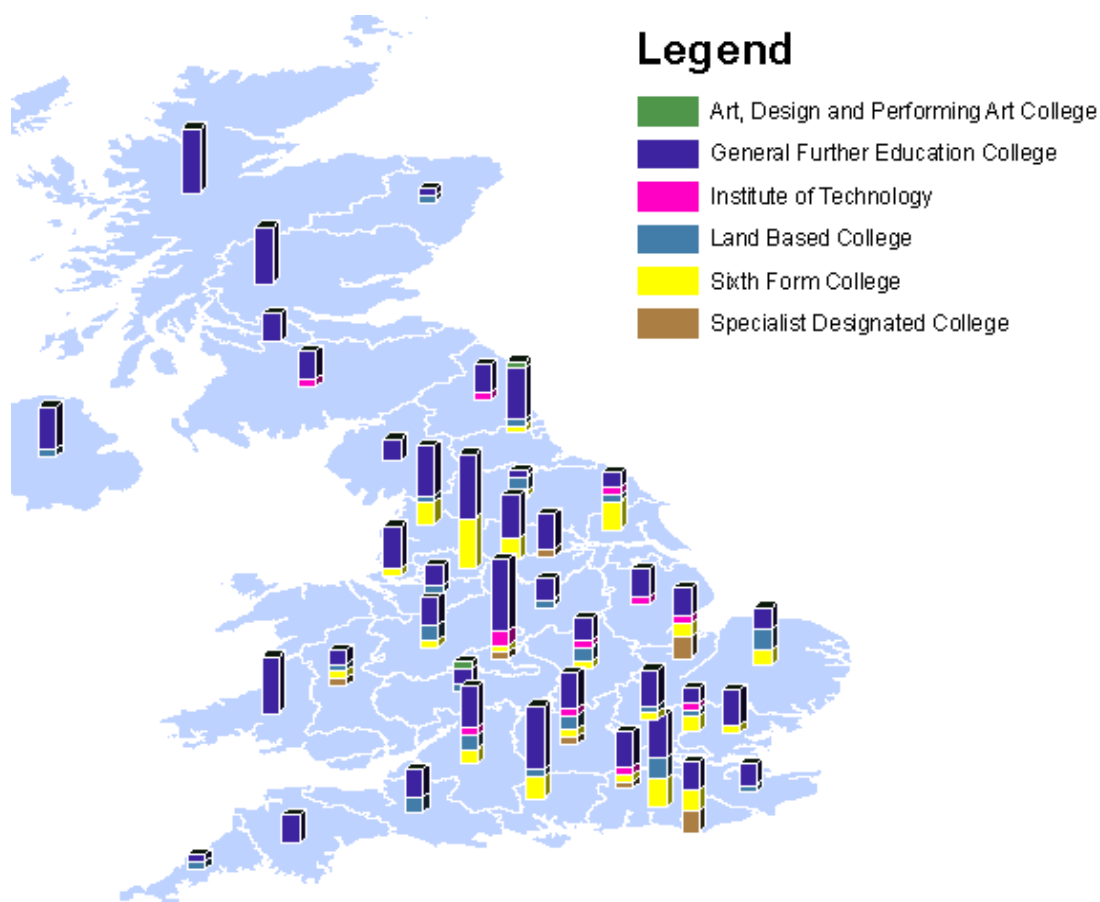 Legend
Art, Design and Performing Art College
General Further Education College
Institute of Technology
Land Based College
Sixth Form College
Specialist Designated College